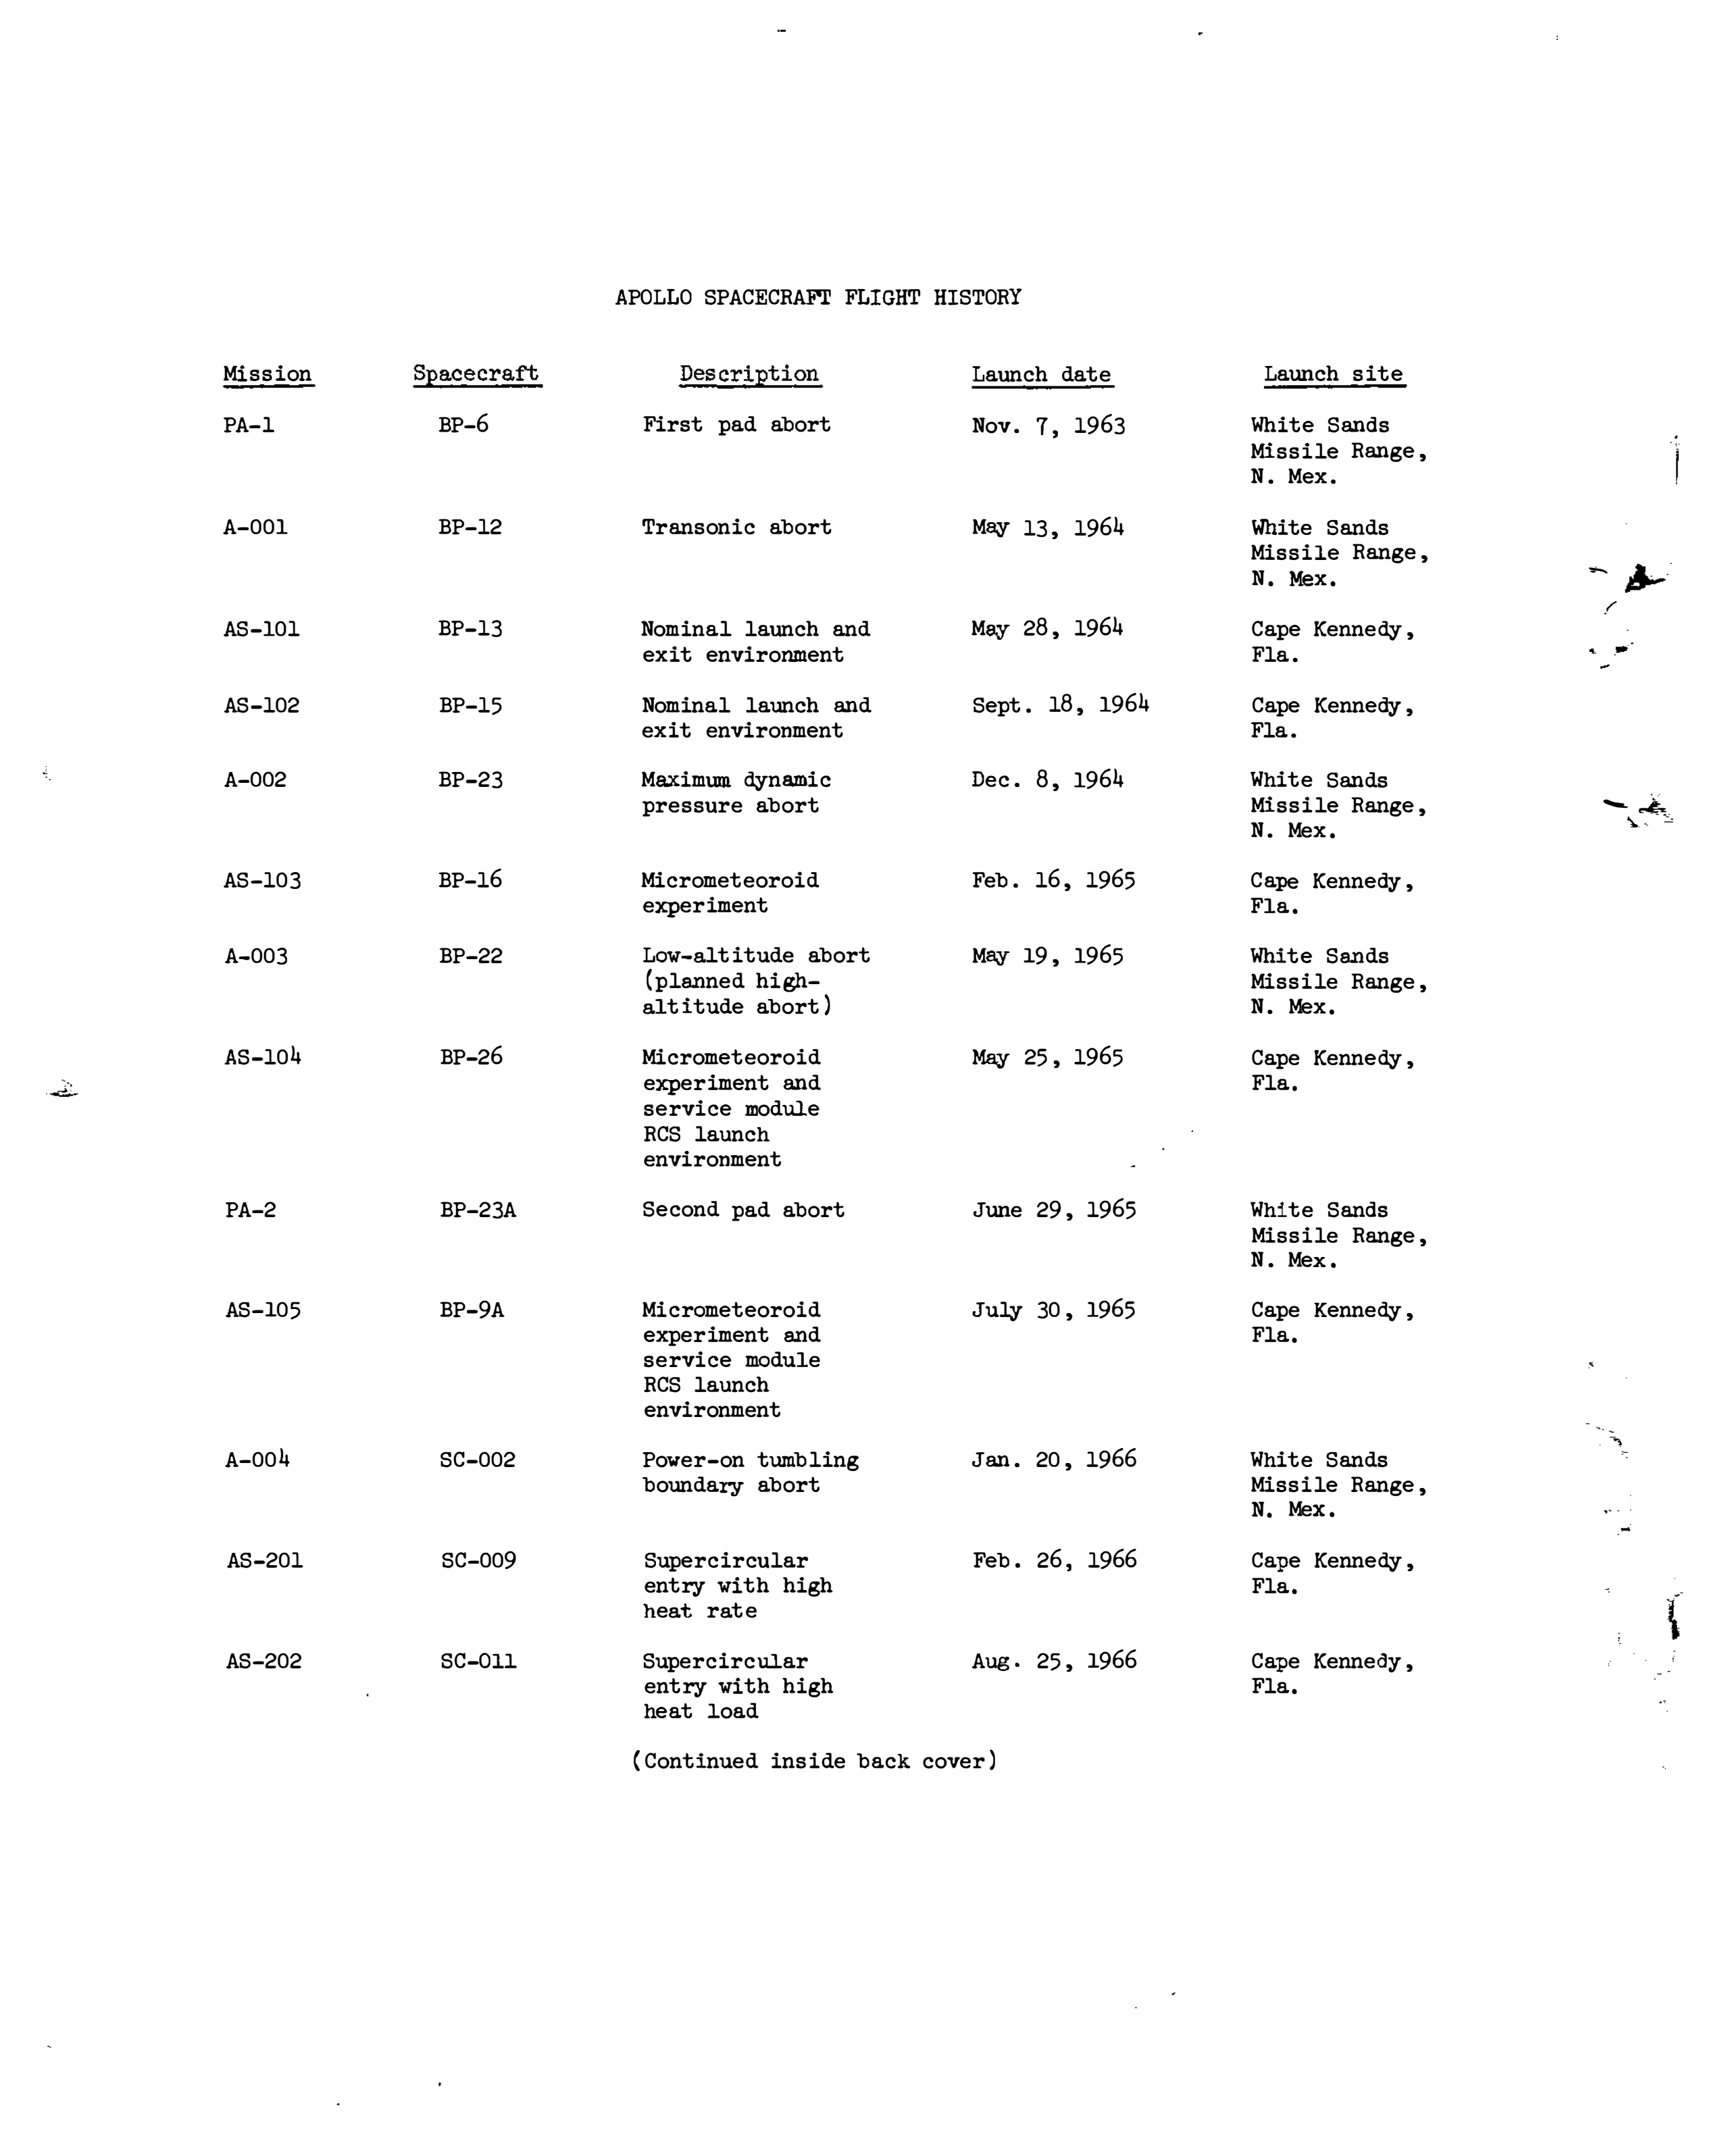 APOLLO SPACECRAFT FLIGHT HISTORY
Mission Spacecraft Description Launch date Launch site
PA-1 BP-6 First pad abort Nov. 7, 1963 White Sands
Missile Range,
N. Mex.
A-001 BP-12 Transonic abort May 13, 1964 White Sands
Missile Range,
N. Mex.
AS-101 BP-13 Nominal launch and May 28, 1964 Cape Kennedy,
exit environment Fla.
AS-102 BP-15 Nominal launch and Sept. 18, 1964 Cape Kennedy,
exit environment Fla.
A-002 BP-23 Maximum dynamic Dec. 8, 1964 White Sands
pressure abort Missile Range,
N. Mex.
AS-103 BP-16 Micrometeoroid Feb. 16, 1965 Cape Kennedy,
experiment Fla.
A-003 BP-22 Low-altitude abort May 19, 1965 White Sands
(planned high- Missile Range,
altitude abort) N. Mex.
AS-104 BP-26 Micrometeoroid May 25, 1965 Cape Kennedy,
experiment and Fla.
service module
RCS launch
environment
PA-2 BP-23A Second pad abort June 29, 1965 White Sands
Missile Range,
N. Mex.
AS-105 BP-9A Micrometeoroid July 30, 1965 Cape Kennedy,
experiment and Fla.
service module
RCS launch
environment
A-004 SC-002 Power-on tumbling Jan. 20, 1966 White Sands
boundary abort Missile Range,
N. Mex.
AS-201 SC-009 Supercircular Feb. 26, 1966 Cape Kennedy,
entry with high Fla.
heat rate
AS-202 SC-011 Supercircular Aug. 25, 1966 Cape Kennedy,
entry with high Fla.
heat load
(Continued inside back cover)